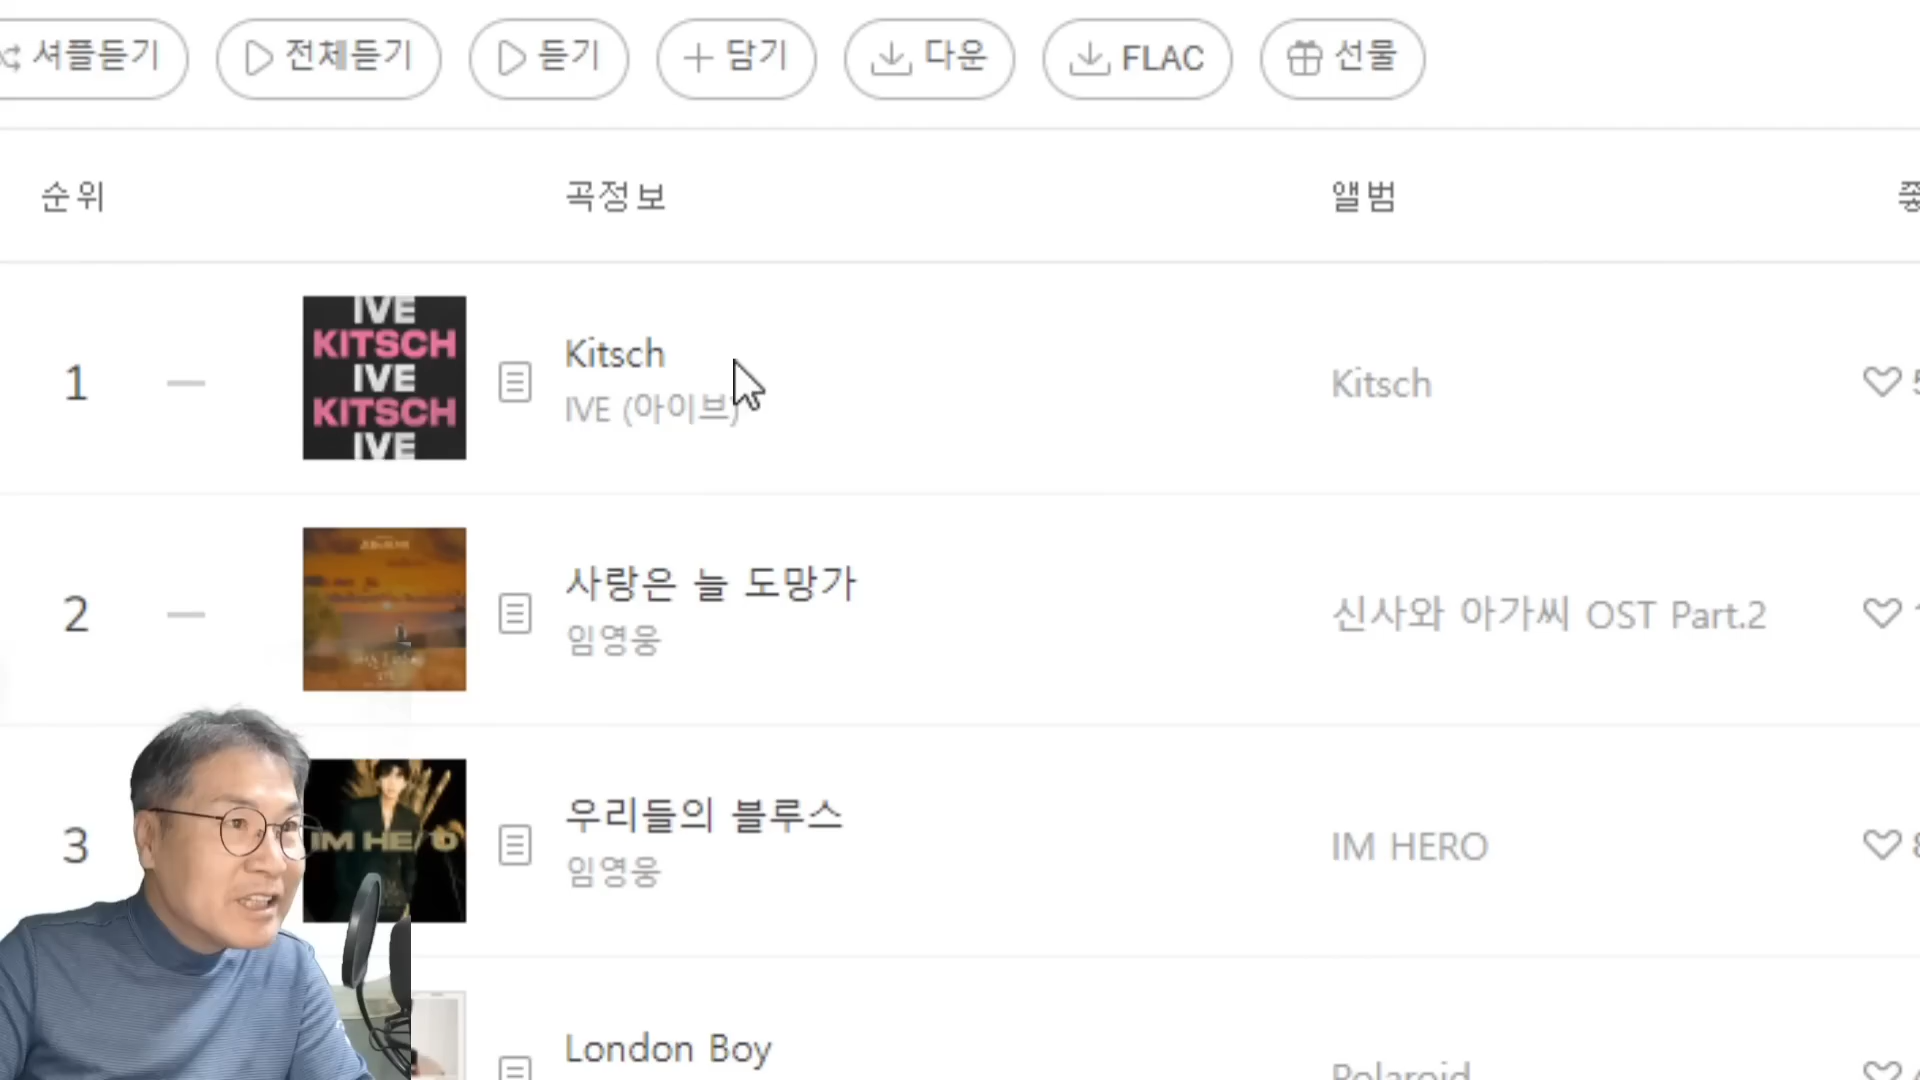 셔플듣기 전체듣기 듣기 담기 다운 FLAC 선물
순위 곡정보 앨범
IVE
KITSCH
IVE
KITSCH
IVE
1 Kitsch Kitsch
IVE (아이브)
2 사랑은 늘 도망가 신사와 아가씨 OST Part.2
임영웅
IM HERO
3 우리들의 블루스 IM HERO
임영웅
London Boy Polaroid